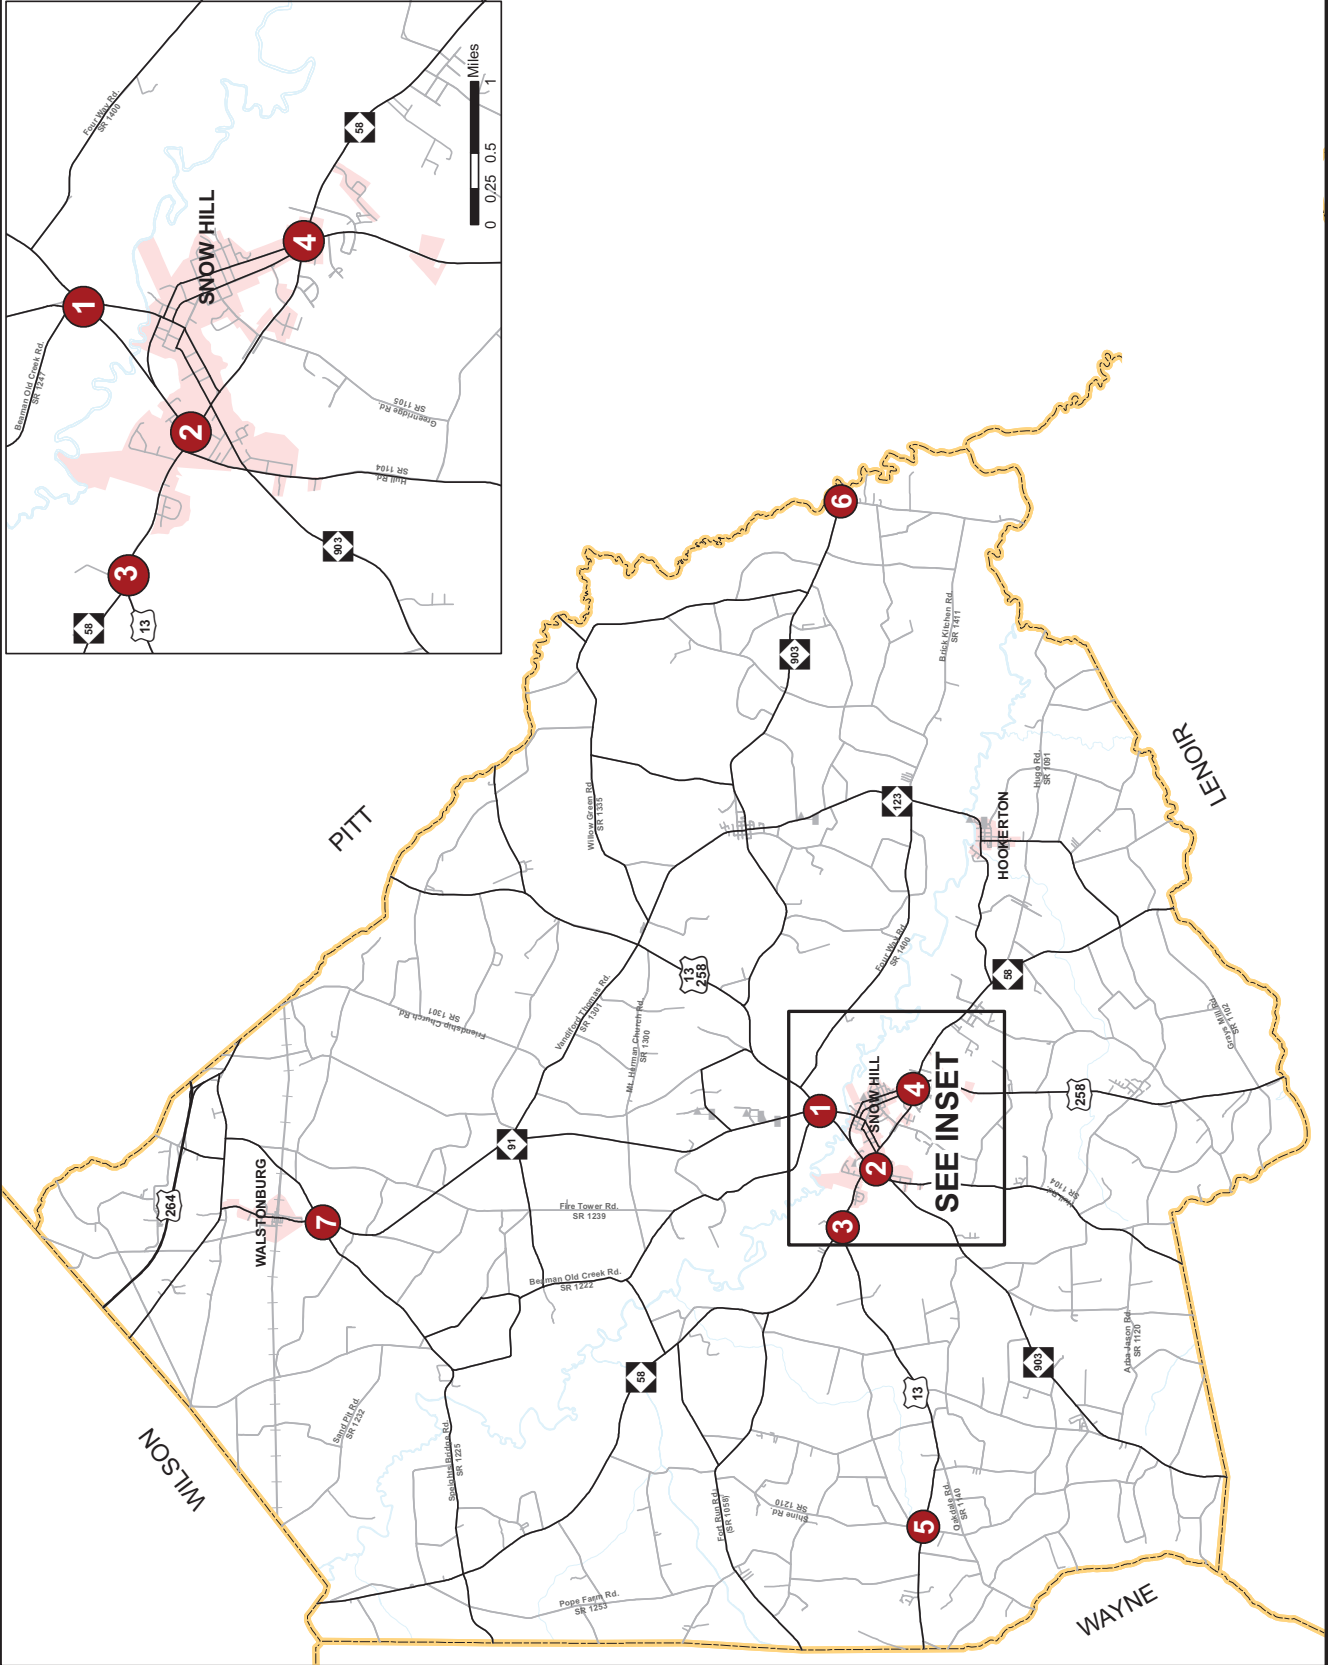 Four Way Rd.
SR 1400
58
Miles
0
0.25
0.5
1
SNOW HILL
4
1
Beaman Old Creek Rd.
SR 1247
2
Greenridge Rd.
SR 1105
Hull Rd.
SR 1104
903
3
58
13
6
903
Brick Kitchen Rd.
SR 1411
PITT
LENOIR
Willow Green Rd.
SR 1335
123
Hugo Rd.
SR 1091
HOOKERTON
Four Way Rd.
SR 1400
58
13
258
Vandiford Thomas Rd.
SR 1301
Friendship Church Rd
SR 1301
Mt. Herman Church Rd.
SR 1300
Grays Mill Rd.
SR 1102
SNOW HILL
1
4
2
3
SEE INSET
258
91
264
WALSTONBURG
7
Fire Tower Rd.
SR 1239
Hull Rd.
SR 1104
Beaman Old Creek Rd.
SR 1222
58
13
903
Arba Jason Rd.
SR 1120
WILSON
Sand Pit Rd.
SR 1232
Speights Bridge Rd.
SR 1225
Fort Run Rd.
(SR 1058)
Shine Rd
SR 1210
5
Oakdale Rd.
SR 1140
Pope Farm Rd.
SR 1253
WAYNE